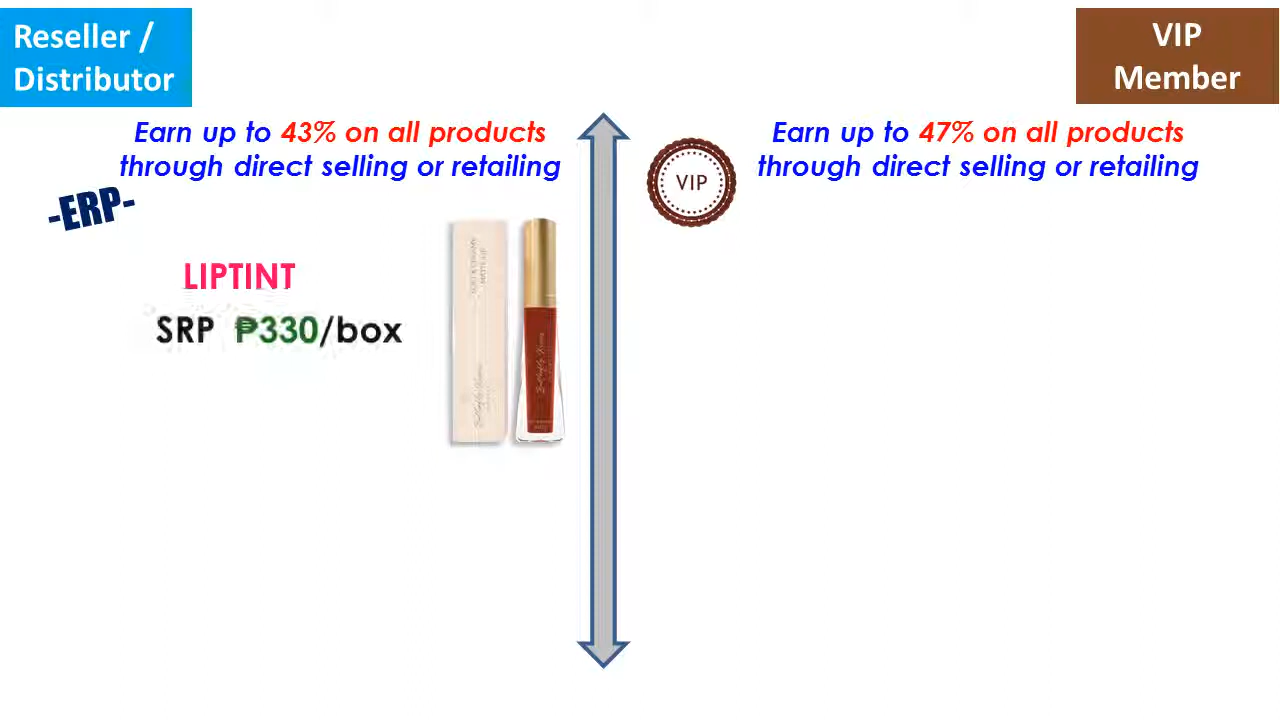 Reseller /
Distributor
VIP
Member
Earn up to 43% on all products
through direct selling or retailing
Earn up to 47% on all products
through direct selling or retailing
VIP
-ERP-
LIPTINT
SRP ₱330/box